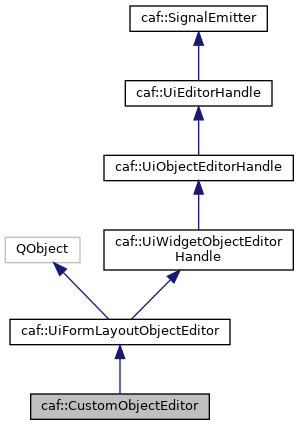 caf::SignalEmitter
caf::UiEditorHandle
caf::UiObjectEditorHandle
caf::UiWidgetObjectEditor
Handle
QObject
caf::UiFormLayoutObjectEditor
caf::CustomObjectEditor